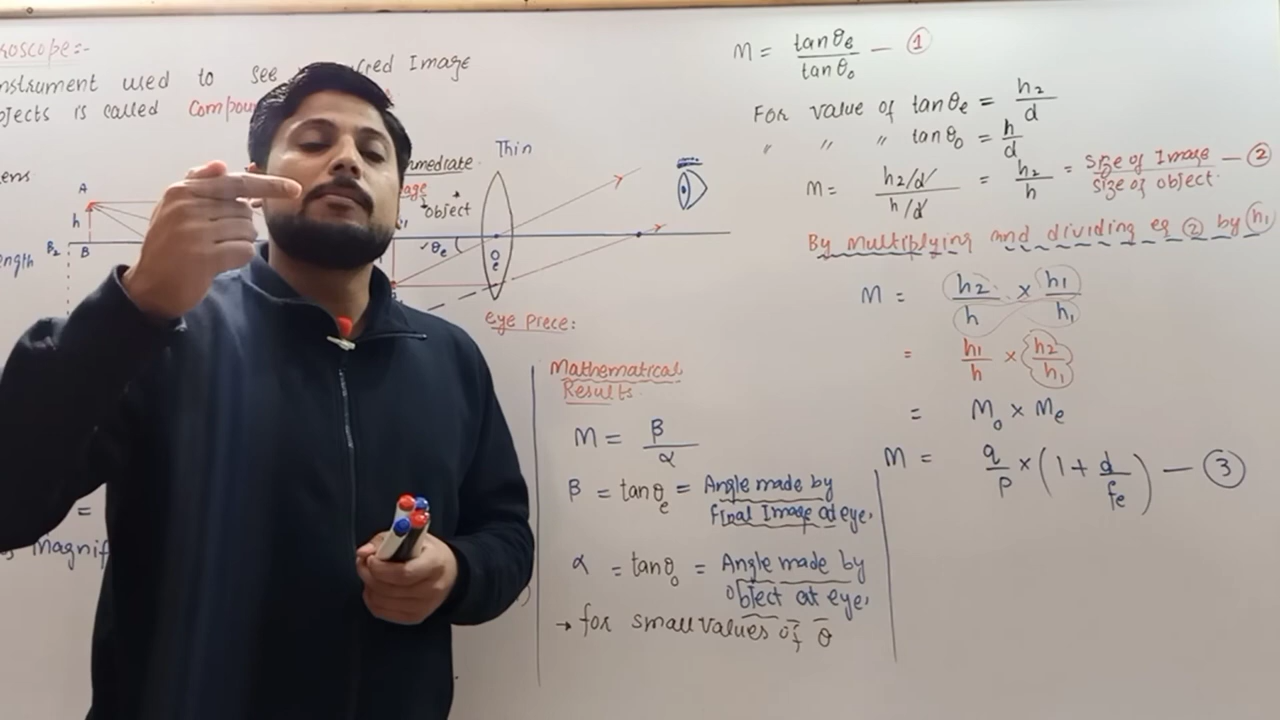 roscope:-
nstrument used to see Image
bjects is called Compou
ens
A
h
B₂ B
ength
mmediate
age
object
Thin
θe
O
e
eye prece:
=
Magnif
Mathematical
Results
M = β / α
β = tanθe = Angle made by
final Image at eye,
α = tanθo = Angle made by
object at eye,
→ for small values of θ
M = tanθe / tanθo — ①
For value of tanθe = h₂ / d
〃 〃 〃 tanθo = h / d
M = h₂/d / h/d = h₂ / h = Size of Image / size of object. — ②
By multiplying and dividing eq ② by h₁
M = h₂ / h × h₁ / h₁
= h₁ / h × h₂ / h₁
= Mo × Me
M = q / p × (1 + d / fe) — ③